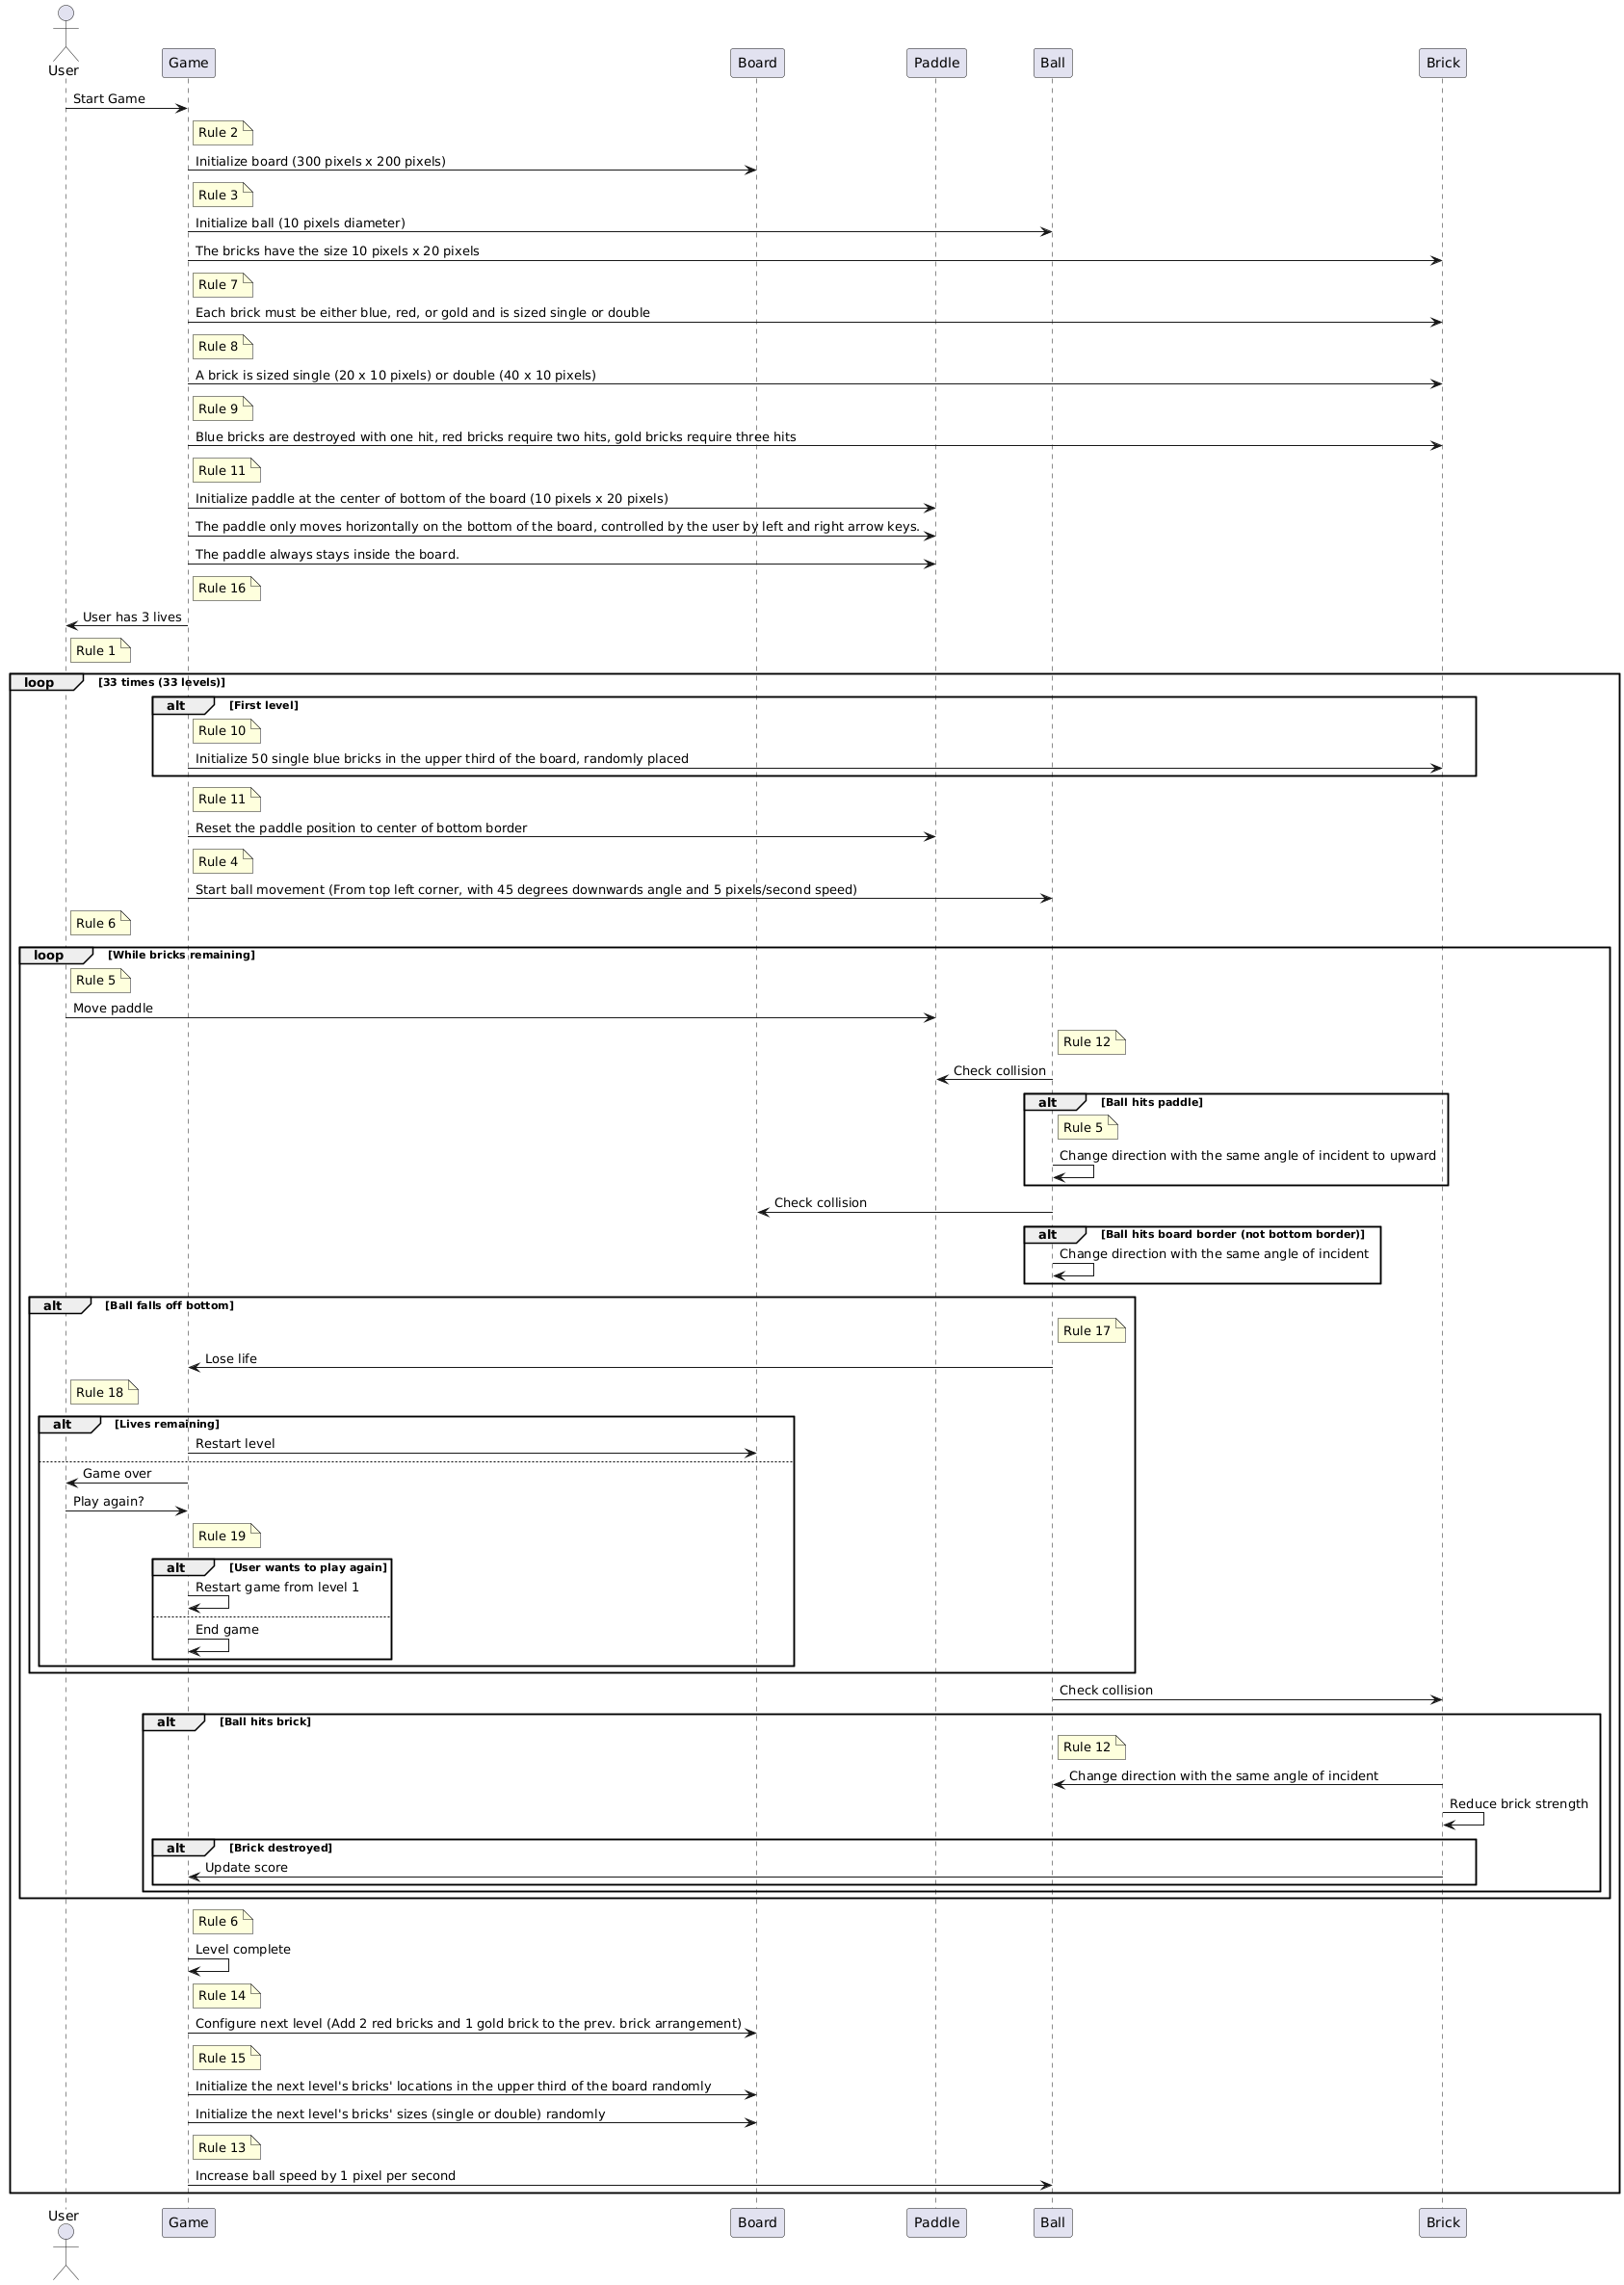 User
Game
Board
Paddle
Ball
Brick
Start Game
Rule 2
Initialize board (300 pixels x 200 pixels)
Rule 3
Initialize ball (10 pixels diameter)
The bricks have the size 10 pixels x 20 pixels
Rule 7
Each brick must be either blue, red, or gold and is sized single or double
Rule 8
A brick is sized single (20 x 10 pixels) or double (40 x 10 pixels)
Rule 9
Blue bricks are destroyed with one hit, red bricks require two hits, gold bricks require three hits
Rule 11
Initialize paddle at the center of bottom of the board (10 pixels x 20 pixels)
The paddle only moves horizontally on the bottom of the board, controlled by the user by left and right arrow keys.
The paddle always stays inside the board.
Rule 16
User has 3 lives
Rule 1
loop [33 times (33 levels)]
alt [First level]
Rule 10
Initialize 50 single blue bricks in the upper third of the board, randomly placed
Rule 11
Reset the paddle position to center of bottom border
Rule 4
Start ball movement (From top left corner, with 45 degrees downwards angle and 5 pixels/second speed)
Rule 6
loop [While bricks remaining]
Rule 5
Move paddle
Rule 12
Check collision
alt [Ball hits paddle]
Rule 5
Change direction with the same angle of incident to upward
Check collision
alt [Ball hits board border (not bottom border)]
Change direction with the same angle of incident
alt [Ball falls off bottom]
Rule 17
Lose life
Rule 18
alt [Lives remaining]
Restart level
Game over
Play again?
Rule 19
alt [User wants to play again]
Restart game from level 1
End game
Check collision
alt [Ball hits brick]
Rule 12
Change direction with the same angle of incident
Reduce brick strength
alt [Brick destroyed]
Update score
Rule 6
Level complete
Rule 14
Configure next level (Add 2 red bricks and 1 gold brick to the prev. brick arrangement)
Rule 15
Initialize the next level's bricks' locations in the upper third of the board randomly
Initialize the next level's bricks' sizes (single or double) randomly
Rule 13
Increase ball speed by 1 pixel per second
User
Game
Board
Paddle
Ball
Brick